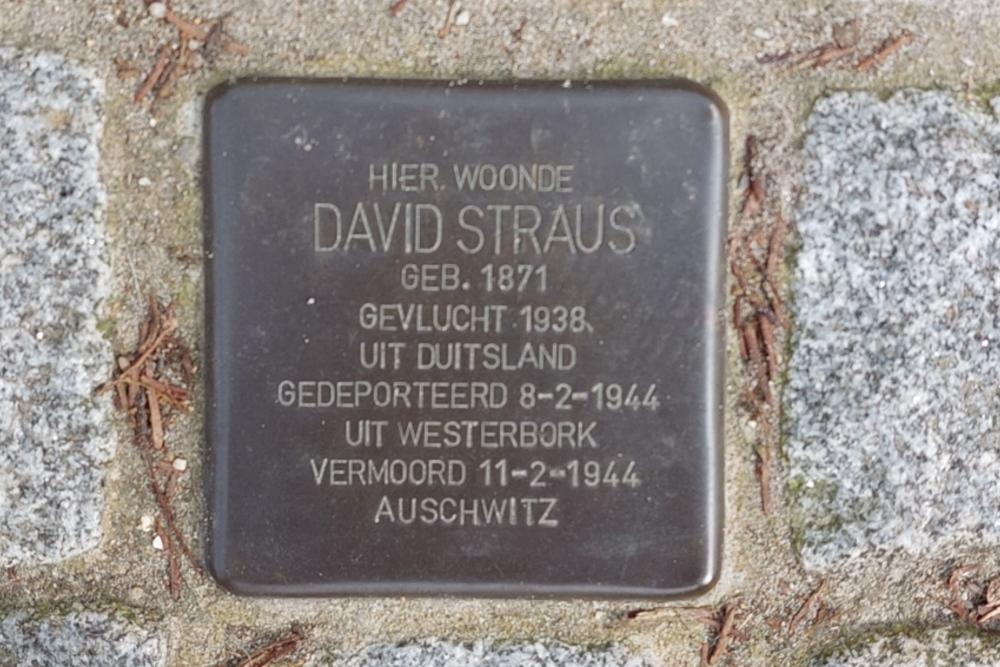 HIER WOONDE
DAVID STRAUS
GEB. 1871
GEVLUCHT 1938
UIT DUITSLAND
GEDEPORTEERD 8-2-1944
UIT WESTERBORK
VERMOORD 11-2-1944
AUSCHWITZ